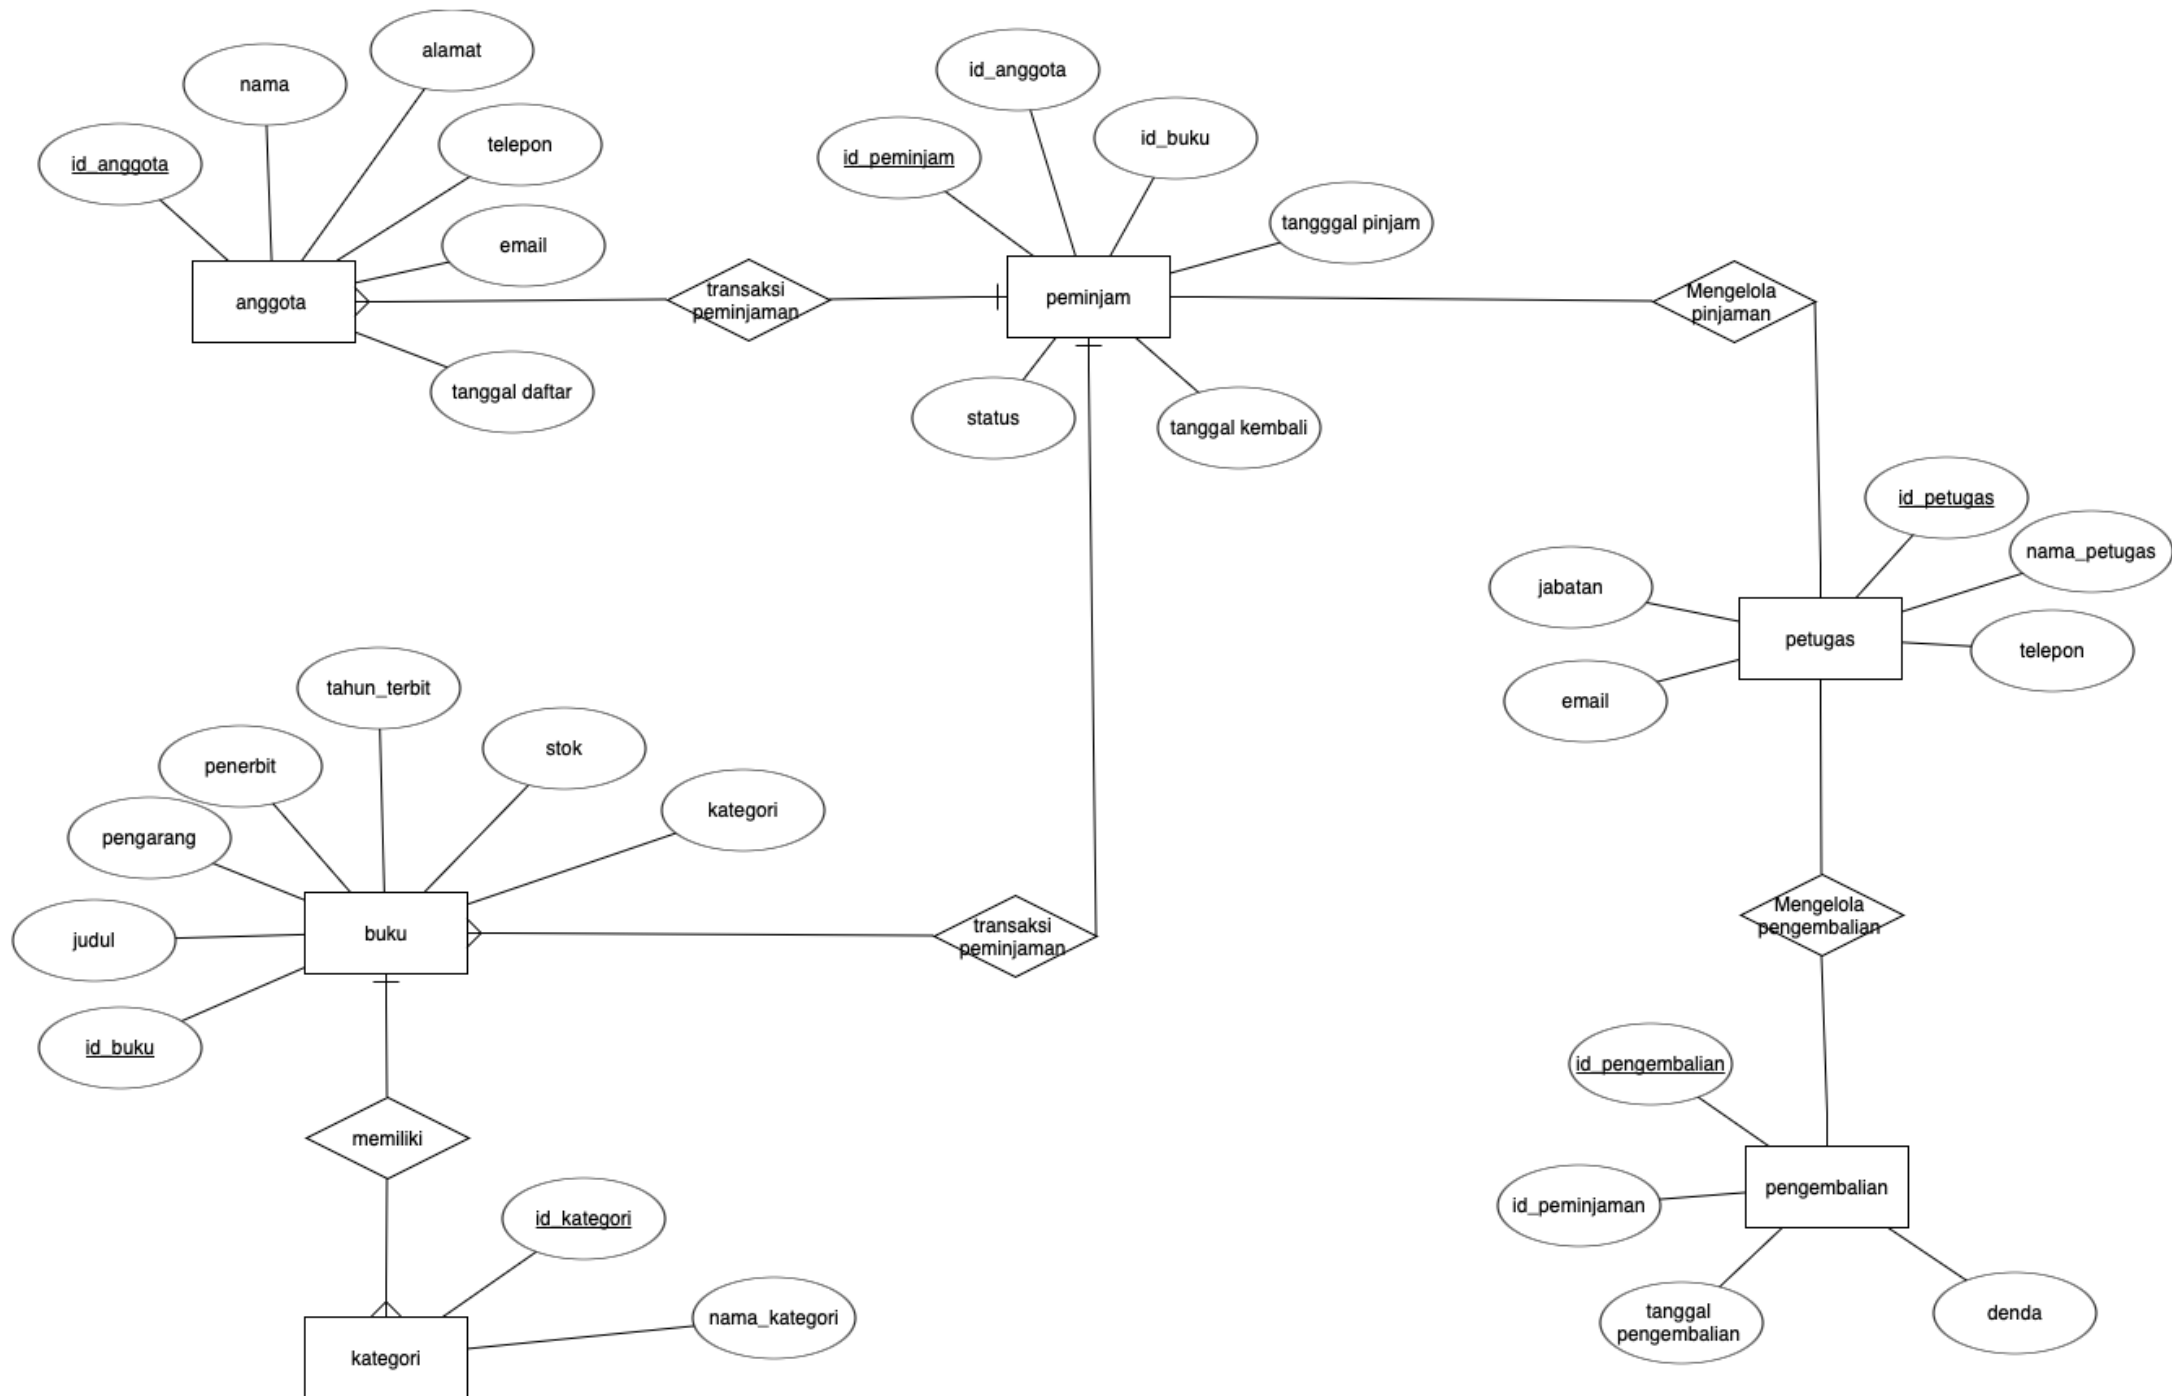 alamat
nama
telepon
id_anggota
email
anggota
tanggal daftar
transaksi
peminjaman
id_anggota
id_buku
id_peminjam
tangggal pinjam
peminjam
status
tanggal kembali
Mengelola
pinjaman
id_petugas
nama_petugas
jabatan
petugas
telepon
email
tahun_terbit
stok
penerbit
kategori
pengarang
buku
judul
id_buku
transaksi
peminjaman
Mengelola
pengembalian
memiliki
id_kategori
nama_kategori
kategori
id_pengembalian
pengembalian
id_peminjaman
tanggal
pengembalian
denda